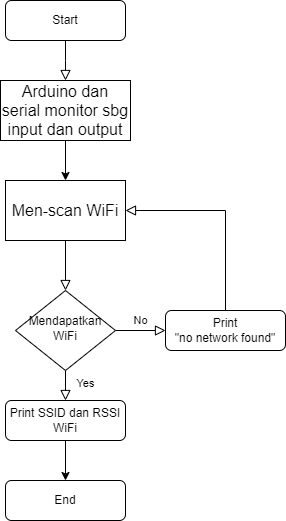 Start
Arduino dan
serial monitor sbg
input dan output
Men-scan WiFi
Mendapatkan
WiFi
No
Print
"no network found"
Yes
Print SSID dan RSSI
WiFi
End